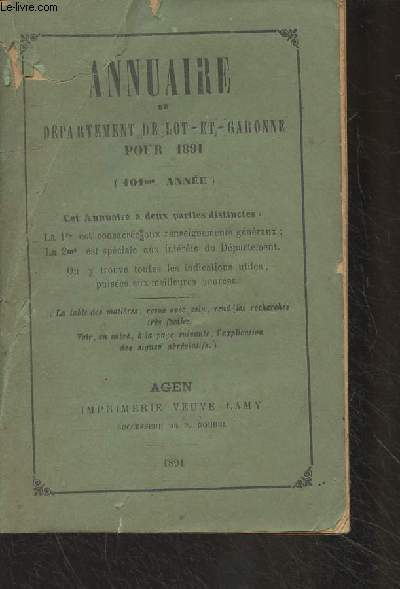 © Le-livre.com
ANNUAIRE
DU
DÉPARTEMENT DE LOT-ET-GARONNE
POUR 1891
(101me ANNÉE)
Cet Annuaire a deux parties distinctes :
La 1re est consacrée aux renseignements généraux ;
La 2me est spéciale aux intérêts du Département.
On y trouve toutes les indications utiles,
puisées aux meilleures sources.
(La table des matières, revue avec soin, rend les recherches
très faciles.
Voir, en outre, à la page suivante, l'explication
des signes abréviatifs.)
AGEN
IMPRIMERIE VEUVE LAMY
SUCCESSEUR DE
1891